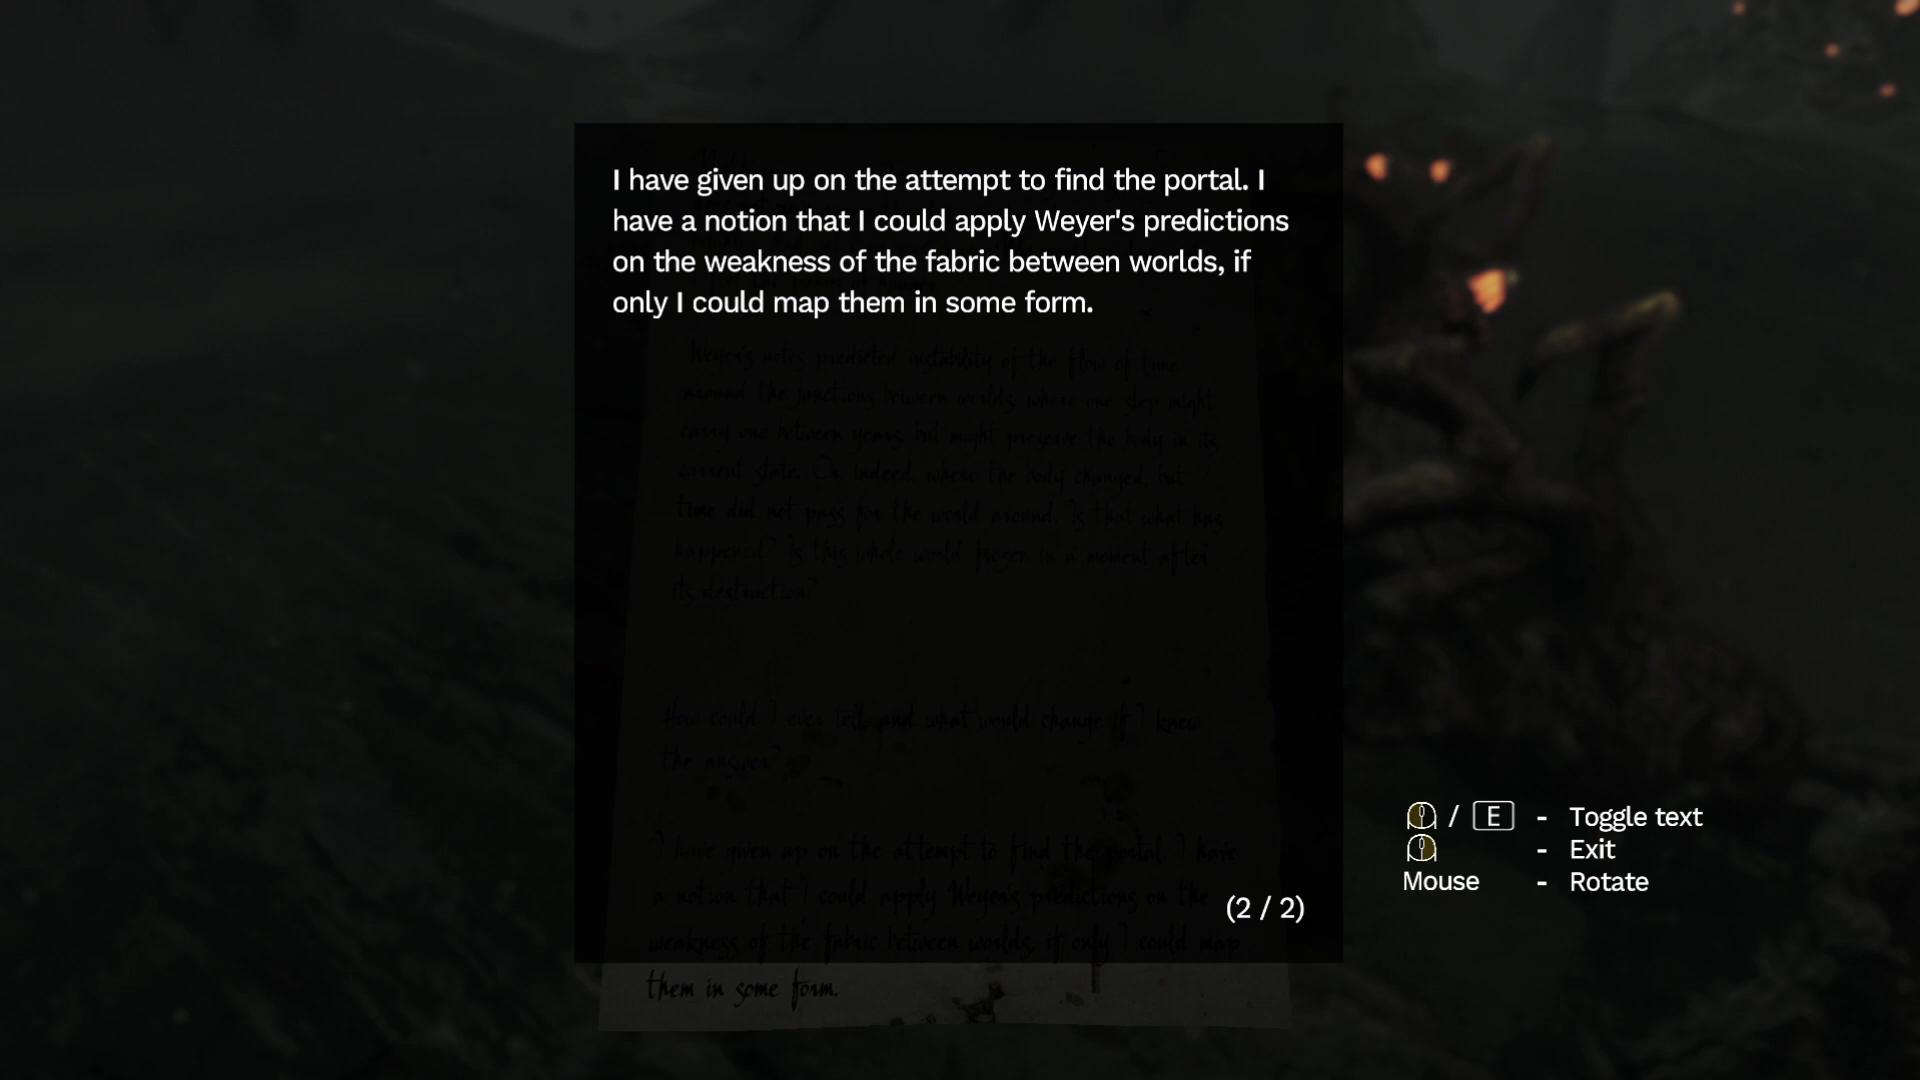 I have given up on the attempt to find the portal. I
have a notion that I could apply Weyer's predictions
on the weakness of the fabric between worlds, if
only I could map them in some form.
Weyer's notes predicted instability of the flow of time
around the junctions between worlds, where one step might
carry one between years, but might preserve the body in its
current state. Or indeed, where the body changed, but
time did not pass for the world around. Is that what has
happened? Is this whole world frozen in a moment after
its destruction?
How could I ever tell, and what would change if I knew
the answer?
I have given up on the attempt to find the portal. I have
a notion that I could apply Weyer's predictions on the
weakness of the fabric between worlds, if only I could map
them in some form.
(2 / 2)
/ E - Toggle text
- Exit
Mouse - Rotate